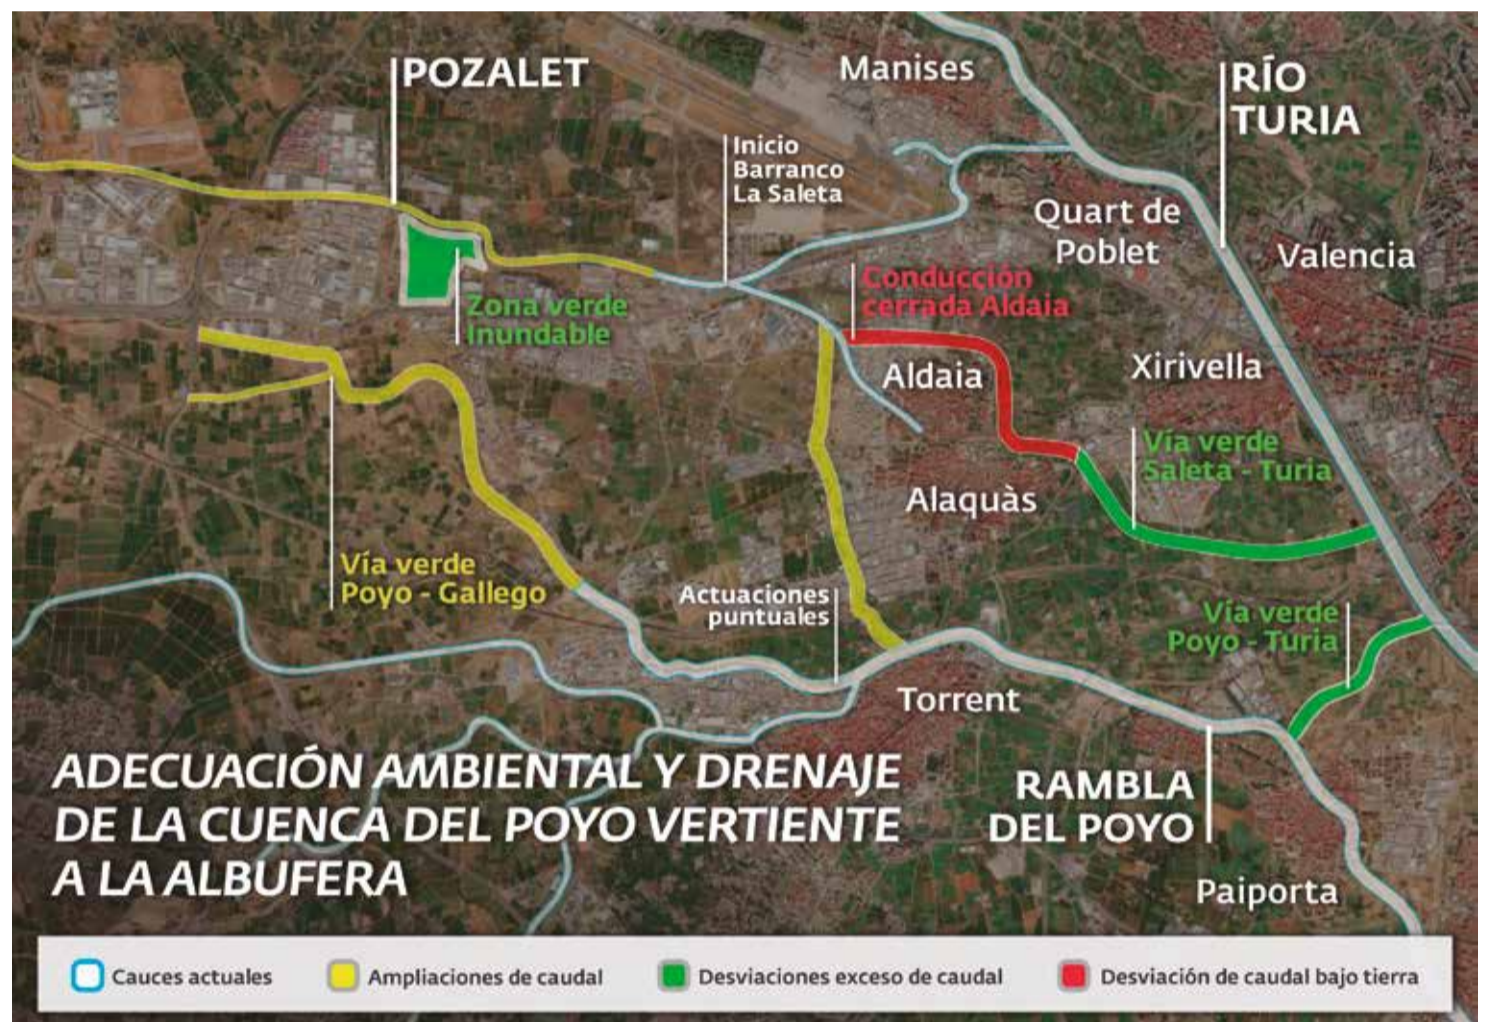 POZALET
Manises
RÍO
TURIA
Inicio
Barranco
La Saleta
Quart de
Poblet
Valencia
Conducción
cerrada Aldaia
Zona verde
Inundable
Aldaia
Xirivella
Vía verde
Saleta - Turia
Alaquàs
Vía verde
Poyo - Gallego
Actuaciones
puntuales
Vía verde
Poyo - Turia
Torrent
ADECUACIÓN AMBIENTAL Y DRENAJE
DE LA CUENCA DEL POYO VERTIENTE
A LA ALBUFERA
RAMBLA
DEL POYO
Paiporta
Cauces actuales
Ampliaciones de caudal
Desviaciones exceso de caudal
Desviación de caudal bajo tierra